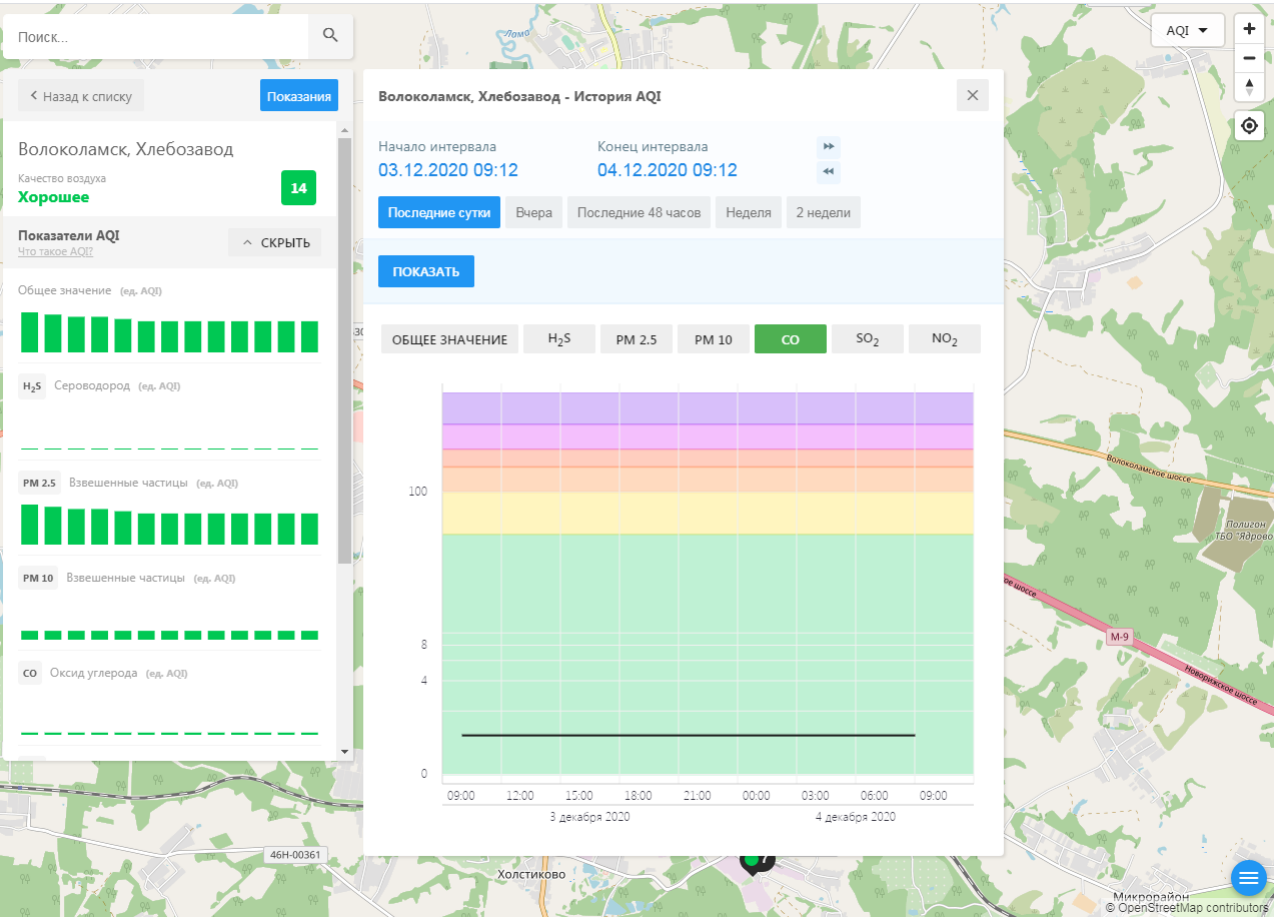 Поиск...
AQI
Лама
Назад к списку
Показания
Волоколамск, Хлебозавод
Качество воздуха
Хорошее
14
Показатели AQI
Что такое AQI?
СКРЫТЬ
Общее значение (ед. AQI)
H₂S Сероводород (ед. AQI)
PM 2.5 Взвешенные частицы (ед. AQI)
PM 10 Взвешенные частицы (ед. AQI)
CO Оксид углерода (ед. AQI)
Волоколамск, Хлебозавод - История AQI
Начало интервала
03.12.2020 09:12
Конец интервала
04.12.2020 09:12
Последние сутки
Вчера
Последние 48 часов
Неделя
2 недели
ПОКАЗАТЬ
ОБЩЕЕ ЗНАЧЕНИЕ
H₂S
PM 2.5
PM 10
CO
SO₂
NO₂
100
8
4
0
09:00 12:00 15:00 18:00 21:00 00:00 03:00 06:00 09:00
3 декабря 2020
4 декабря 2020
Волоколамское шоссе
Полигон
ТБО "Ядрово
ое шоссе
М-9
Новорижское шоссе
46Н-00361
Холстиково
7
Микрорайон
© OpenStreetMap contributors